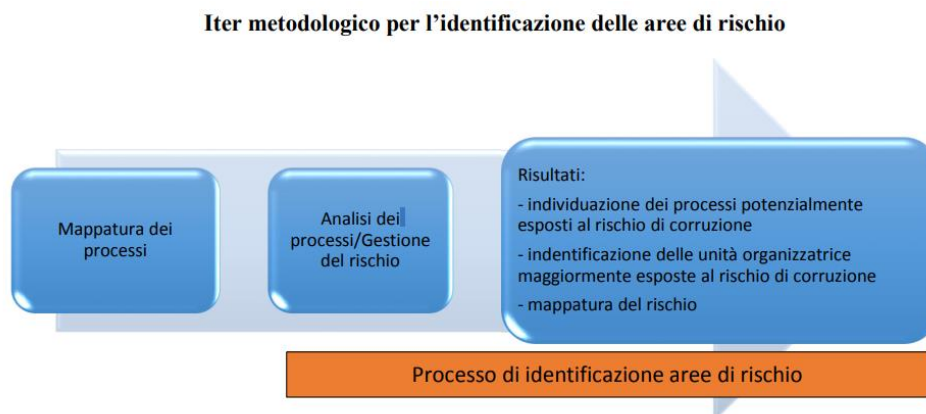 Iter metodologico per l'identificazione delle aree di rischio
Mappatura dei
processi
Analisi dei
processi/Gestione
del rischio
Risultati:
- individuazione dei processi potenzialmente
esposti al rischio di corruzione
- indentificazione delle unità organizzatrice
maggiormente esposte al rischio di corruzione
- mappatura del rischio
Processo di identificazione aree di rischio